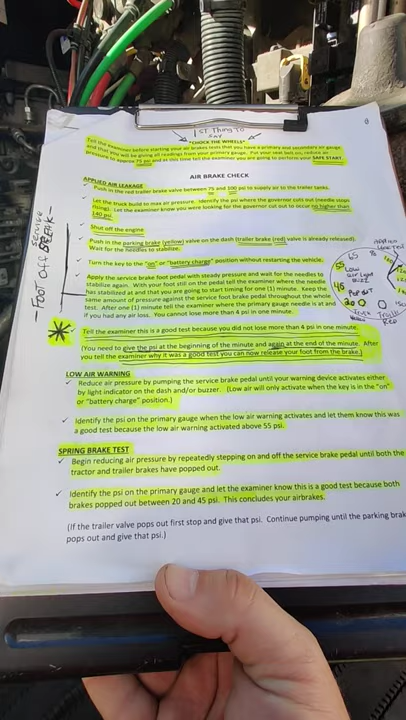 1ST THING TO
SAY
"CHOCK THE WHEELS"
Tell the examiner before starting your air brakes tests that you have a primary and secondary air gauge
and that you will be giving all readings from your primary gauge. Put your seat belt on, reduce air
pressure to 75 psi at this time tell the examiner you are going to perform your SAFE START.
AIR BRAKE CHECK
APPLIED AIR LEAKAGE
✓ Push in the red trailer brake valve between 75 and 100 psi to supply air to the trailer tanks.
✓ Let the truck build to max air pressure. Identify the psi where the governor cuts out (needle stops
rising). Let the examiner know you were looking for the governor cut out to occur no higher than
140 psi.
✓ Shut off the engine
✓ Push in the parking brake (yellow) valve on the dash (trailer brake (red) valve is already released).
Wait for the needles to stabilize.
✓ Turn the key to the "on" or "battery charge" position without restarting the vehicle.
✓ Apply the service brake foot pedal with steady pressure and wait for the needles to
stabilize again. With your foot still on the pedal tell the examiner where the needle
has stabilized at and that you are going to start timing for one (1) minute. Keep the
same amount of pressure against the service foot brake pedal throughout the whole
test. After one (1) minute tell the examiner where the primary gauge needle is at and
if you had any air loss. You cannot lose more than 4 psi in one minute.
Service
-FOOT OFF BREAK-
65
55
Low
air light
Buzz
45
Pop out
20
Truck
Trailer
Red
Tell the examiner this is a good test because you did not lose more than 4 psi in one minute.
(You need to give the psi at the beginning of the minute and again at the end of the minute. After
you tell the examiner why it was a good test you can now release your foot from the brake.)
LOW AIR WARNING
✓ Reduce air pressure by pumping the service brake pedal until your warning device activates either
by light indicator on the dash and/or buzzer. (Low air will only activate when the key is in the "on"
or "battery charge" position.)
✓ Identify the psi on the primary gauge when the low air warning activates and let them know this was
a good test because the low air warning activated above 55 psi.
SPRING BRAKE TEST
✓ Begin reducing air pressure by repeatedly stepping on and off the service brake pedal until both the
tractor and trailer brakes have popped out.
✓ Identify the psi on the primary gauge and let the examiner know this is a good test because both
brakes popped out between 20 and 45 psi. This concludes your airbrakes.
(If the trailer valve pops out first stop and give that psi. Continue pumping until the parking brak
pops out and give that psi.)